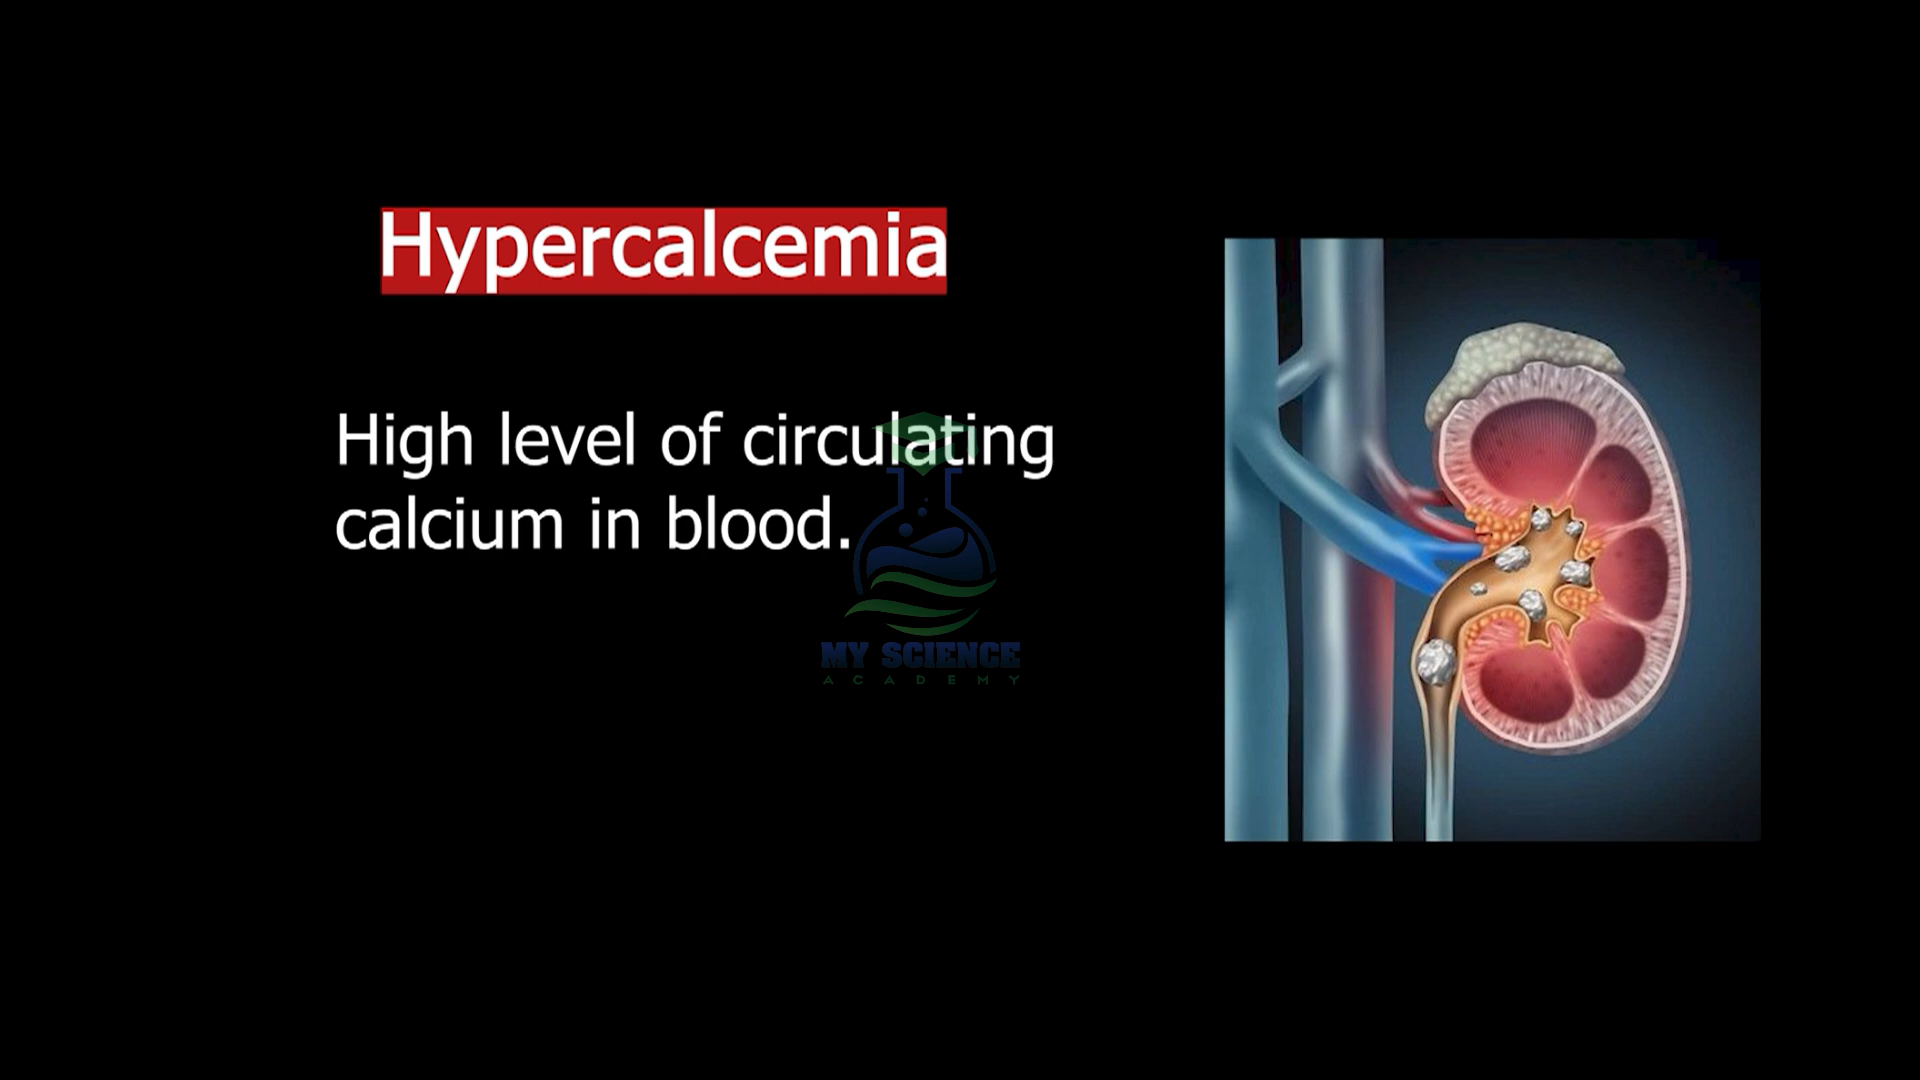 Hypercalcemia
High level of circulating
calcium in blood.
MY SCIENCE
ACADEMY